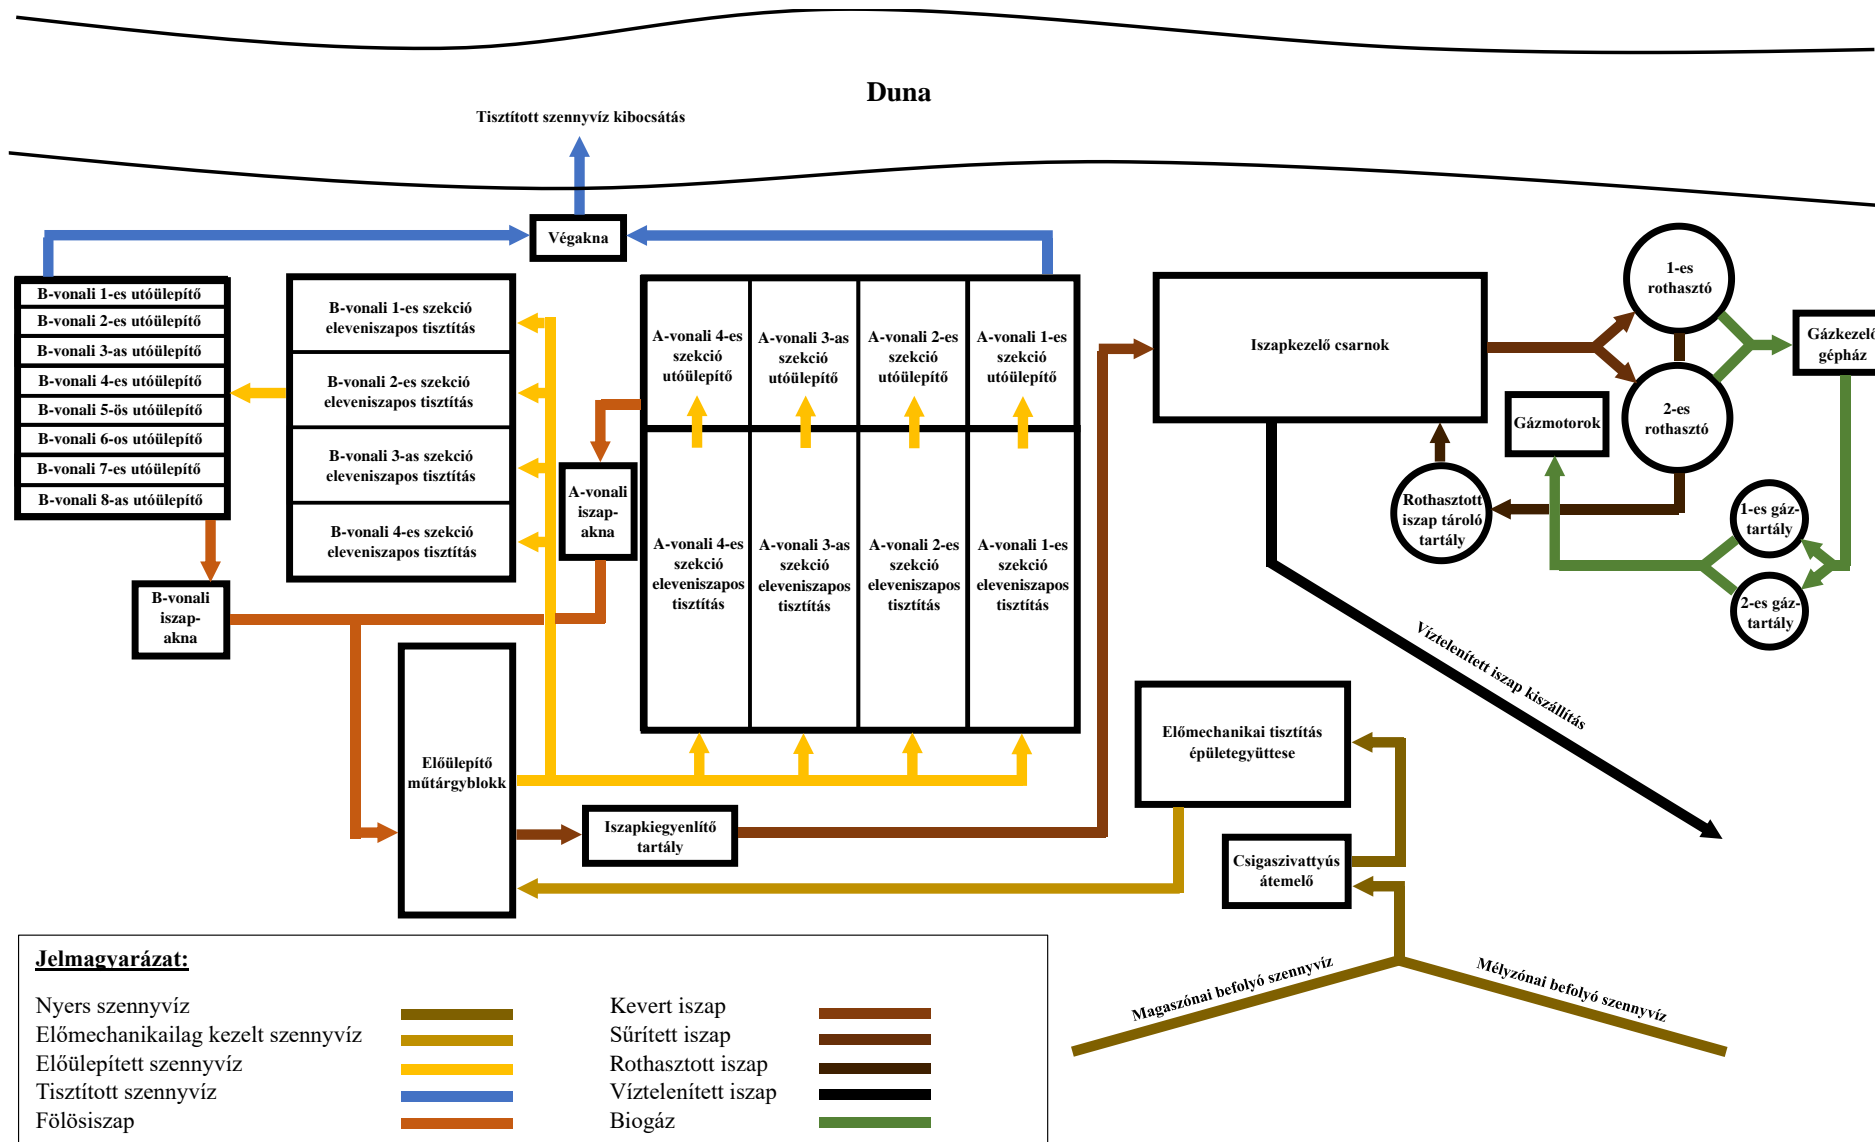 Duna
Tisztított szennyvíz kibocsátás
Végakna
B-vonali 1-es utóülepítő
B-vonali 2-es utóülepítő
B-vonali 3-as utóülepítő
B-vonali 4-es utóülepítő
B-vonali 5-ös utóülepítő
B-vonali 6-os utóülepítő
B-vonali 7-es utóülepítő
B-vonali 8-as utóülepítő
B-vonali 1-es szekció
eleveniszapos tisztítás
B-vonali 2-es szekció
eleveniszapos tisztítás
B-vonali 3-as szekció
eleveniszapos tisztítás
B-vonali 4-es szekció
eleveniszapos tisztítás
A-vonali 4-es
szekció
utóülepítő
A-vonali 3-as
szekció
utóülepítő
A-vonali 2-es
szekció
utóülepítő
A-vonali 1-es
szekció
utóülepítő
A-vonali
iszap-
akna
A-vonali 4-es
szekció
eleveniszapos
tisztítás
A-vonali 3-as
szekció
eleveniszapos
tisztítás
A-vonali 2-es
szekció
eleveniszapos
tisztítás
A-vonali 1-es
szekció
eleveniszapos
tisztítás
B-vonali
iszap-
akna
Iszapkezelő csarnok
1-es
rothasztó
2-es
rothasztó
Gázkezelő
gépház
Gázmotorok
Rothasztott
iszap tároló
tartály
1-es gáz-
tartály
2-es gáz-
tartály
Víztelenített iszap kiszállítás
Előülepítő
műtárgyblokk
Iszapkiegyenlítő
tartály
Előmechanikai tisztítás
épületegyüttese
Csigaszivattyús
átemelő
Magaszónai befolyó szennyvíz
Mélyzónai befolyó szennyvíz
Jelmagyarázat:
Nyers szennyvíz
Előmechanikailag kezelt szennyvíz
Előülepített szennyvíz
Tisztított szennyvíz
Fölösiszap
Kevert iszap
Sűrített iszap
Rothasztott iszap
Víztelenített iszap
Biogáz